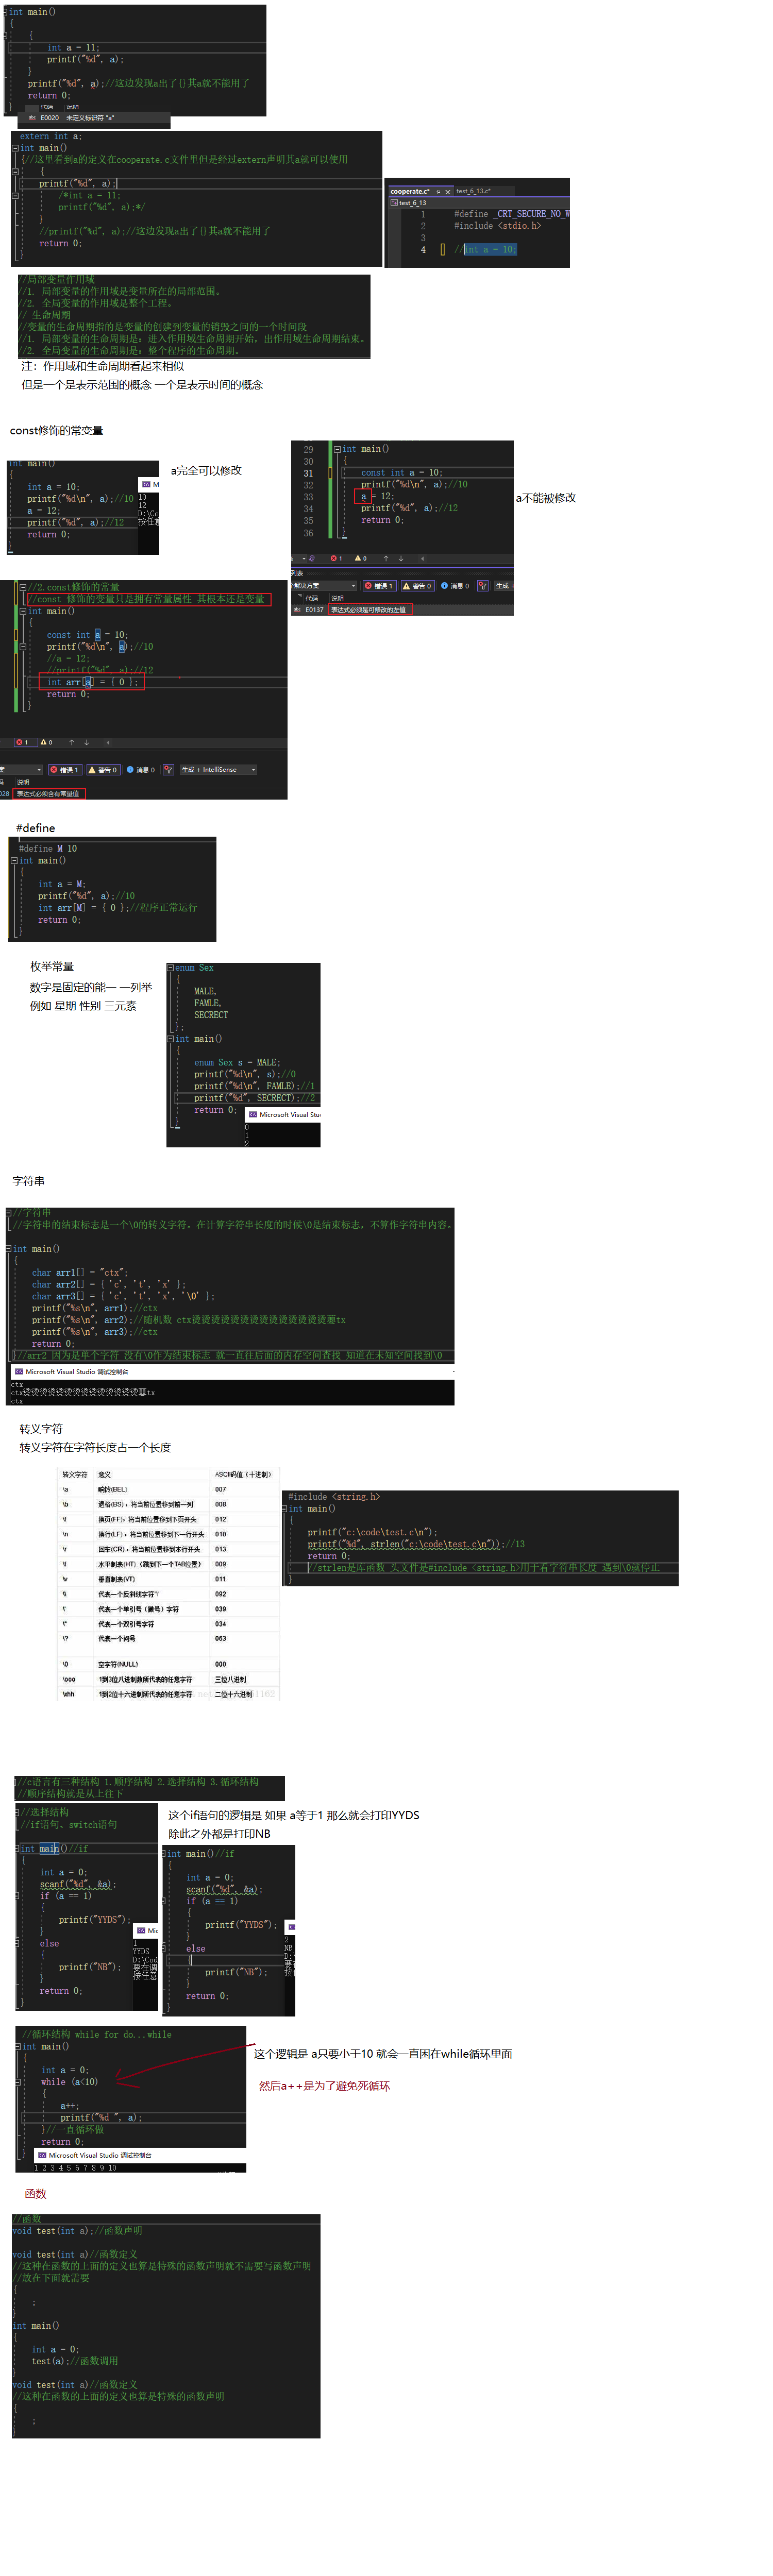 int main()
{
{
int a = 11;
printf("%d", a);
}
printf("%d", a);//这边发现a出了{}其a就不能用了
return 0;
}
代码 说明
E0020 未定义标识符 "a"
extern int a;
int main()
{//这里看到a的定义在cooperate.c文件里但是经过extern声明其a就可以使用
{
printf("%d", a);
/*int a = 11;
printf("%d", a);*/
}
//printf("%d", a);//这边发现a出了{}其a就不能用了
return 0;
}
cooperate.c* test_6_13.c*
test_6_13
1 #define _CRT_SECURE_NO_W
2 #include <stdio.h>
3
4 //int a = 10;
//局部变量作用域
//1. 局部变量的作用域是变量所在的局部范围。
//2. 全局变量的作用域是整个工程。
// 生命周期
//变量的生命周期指的是变量的创建到变量的销毁之间的一个时间段
//1. 局部变量的生命周期是：进入作用域生命周期开始，出作用域生命周期结束。
//2. 全局变量的生命周期是：整个程序的生命周期。
注：作用域和生命周期看起来相似
但是一个是表示范围的概念 一个是表示时间的概念
const修饰的常变量
int main()
{
int a = 10;
printf("%d\n", a);//10
a = 12;
printf("%d", a);//12
return 0;
}
10
12
D:\Co
按任意
a完全可以修改
29 int main()
30 {
31 const int a = 10;
32 printf("%d\n", a);//10
33 a = 12;
34 printf("%d", a);//12
35 return 0;
36 }
1 0
列表
解决方案 错误 1 警告 0 消息 0 生成 +
代码 说明
E0137 表达式必须是可修改的左值
a不能被修改
//2.const修饰的常量
//const 修饰的变量只是拥有常量属性 其根本还是变量
int main()
{
const int a = 10;
printf("%d\n", a);//10
//a = 12;
//printf("%d", a);//12
int arr[a] = { 0 };
return 0;
}
1 0
案 错误 1 警告 0 消息 0 生成 + IntelliSense
码 说明
028 表达式必须含有常量值
#define
#define M 10
int main()
{
int a = M;
printf("%d", a);//10
int arr[M] = { 0 };//程序正常运行
return 0;
}
枚举常量
数字是固定的能一 一列举
例如 星期 性别 三元素
enum Sex
{
MALE,
FAMLE,
SECRECT
};
int main()
{
enum Sex s = MALE;
printf("%d\n", s);//0
printf("%d\n", FAMLE);//1
printf("%d", SECRECT);//2
return 0;
}
Microsoft Visual Stu
0
1
2
字符串
//字符串
//字符串的结束标志是一个\0的转义字符。在计算字符串长度的时候\0是结束标志，不算作字符串内容。
int main()
{
char arr1[] = "ctx";
char arr2[] = { 'c', 't', 'x' };
char arr3[] = { 'c', 't', 'x', '\0' };
printf("%s\n", arr1);//ctx
printf("%s\n", arr2);//随机数 ctx烫烫烫烫烫烫烫烫烫烫烫烫烫烫蘡tx
printf("%s\n", arr3);//ctx
return 0;
}//arr2 因为是单个字符 没有\0作为结束标志 就一直往后面的内存空间查找 知道在未知空间找到\0
Microsoft Visual Studio 调试控制台
ctx
ctx烫烫烫烫烫烫烫烫烫烫烫烫烫烫蘡tx
ctx
转义字符
转义字符在字符长度占一个长度
转义字符 意义 ASCII码值（十进制）
\a 响铃(BEL) 007
\b 退格(BS)，将当前位置移到前一列 008
\f 换页(FF)，将当前位置移到下页开头 012
\n 换行(LF)，将当前位置移到下一行开头 010
\r 回车(CR)，将当前位置移到本行开头 013
\t 水平制表(HT)（跳到下一个TAB位置） 009
\v 垂直制表(VT) 011
\\ 代表一个反斜线字符''\' 092
\' 代表一个单引号（撇号）字符 039
\" 代表一个双引号字符 034
\? 代表一个问号 063
\0 空字符(NULL) 000
\ooo 1到3位八进制数所代表的任意字符 三位八进制
\xhh 1到2位十六进制所代表的任意字符 二位十六进制
#include <string.h>
int main()
{
printf("c:\code\test.c\n");
printf("%d", strlen("c:\code\test.c\n"));//13
return 0;
//strlen是库函数 头文件是#include <string.h>用于看字符串长度 遇到\0就停止
}
//c语言有三种结构 1.顺序结构 2.选择结构 3.循环结构
//顺序结构就是从上往下
//选择结构
//if语句、switch语句
int main()//if
{
int a = 0;
scanf("%d", &a);
if (a == 1)
{
printf("YYDS");
}
else
{
printf("NB");
}
return 0;
}
1
YYDS
D:\Cod
要在调
按任意
这个if语句的逻辑是 如果 a等于1 那么就会打印YYDS
除此之外都是打印NB
int main()//if
{
int a = 0;
scanf("%d", &a);
if (a == 1)
{
printf("YYDS");
}
else
{
printf("NB");
}
return 0;
}
2
NB
//循环结构 while for do...while
int main()
{
int a = 0;
while (a<10)
{
a++;
printf("%d ", a);
}//一直循环做
return 0;
}
Microsoft Visual Studio 调试控制台
1 2 3 4 5 6 7 8 9 10
这个逻辑是 a只要小于10 就会一直困在while循环里面
然后a++是为了避免死循环
函数
//函数
void test(int a);//函数声明
void test(int a)//函数定义
//这种在函数的上面的定义也算是特殊的函数声明就不需要写函数声明
//放在下面就需要
{
;
}
int main()
{
int a = 0;
test(a);//函数调用
}
void test(int a)//函数定义
//这种在函数的上面的定义也算是特殊的函数声明
{
;
}